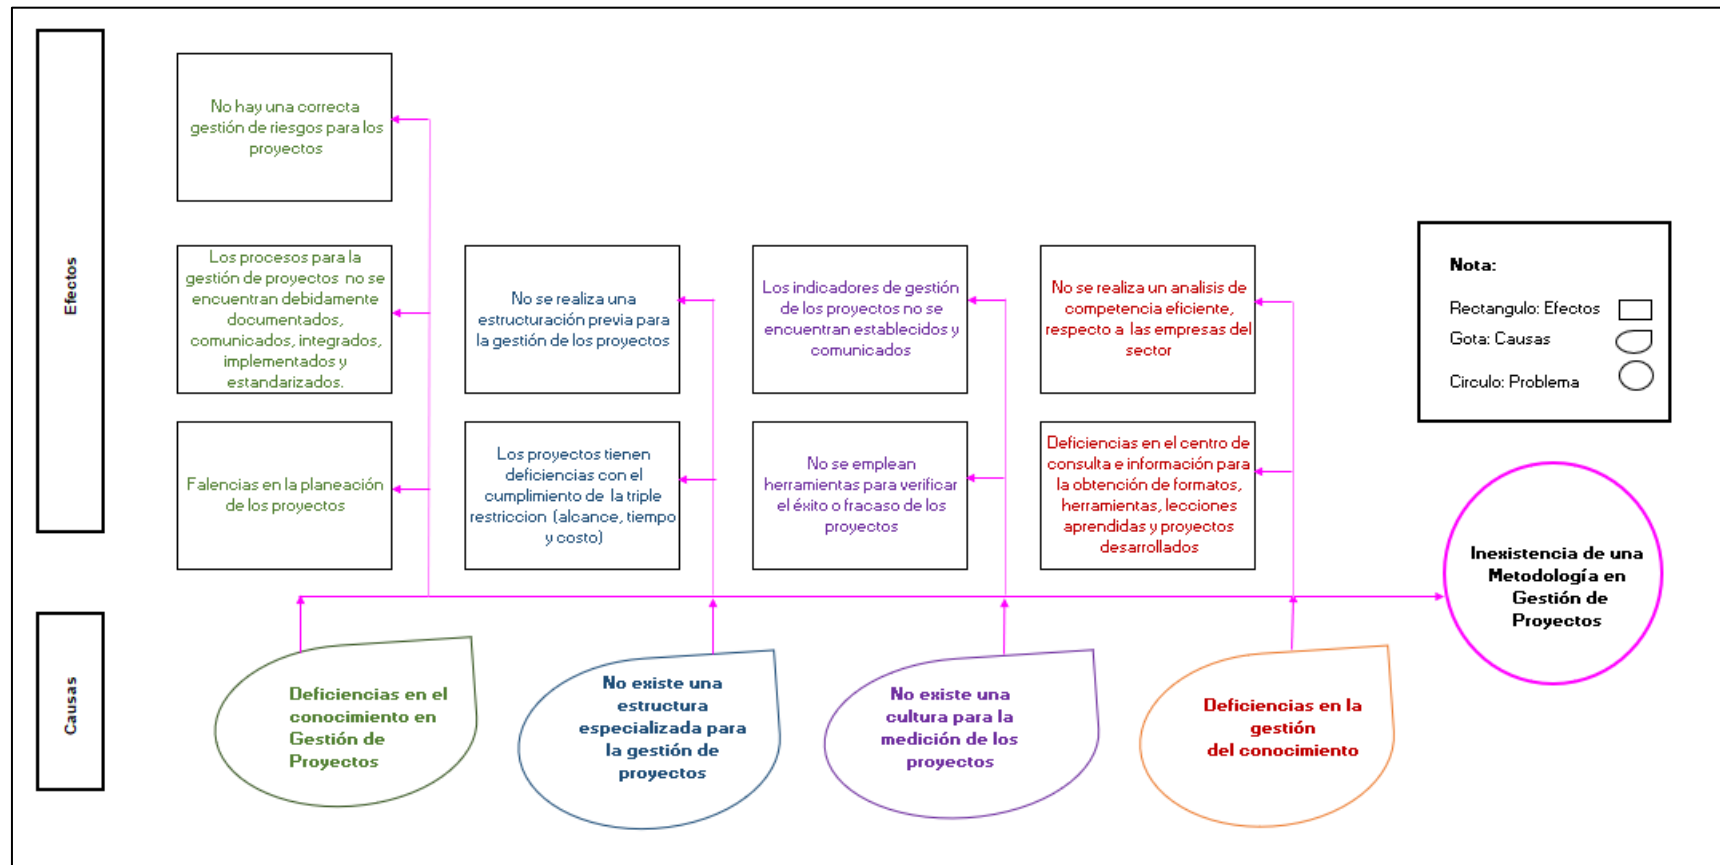 Efectos
No hay una correcta
gestión de riesgos para los
proyectos
Los procesos para la
gestión de proyectos no se
encuentran debidamente
documentados,
comunicados, integrados,
implementados y
estandarizados.
Falencias en la planeación
de los proyectos
No se realiza una
estructuración previa para
la gestión de los proyectos
Los proyectos tienen
deficiencias con el
cumplimiento de la triple
restriccion (alcance, tiempo
y costo)
Los indicadores de gestión
de los proyectos no se
encuentran establecidos y
comunicados
No se emplean
herramientas para verificar
el éxito o fracaso de los
proyectos
No se realiza un analisis de
competencia eficiente,
respecto a las empresas del
sector
Deficiencias en el centro de
consulta e información para
la obtención de formatos,
herramientas, lecciones
aprendidas y proyectos
desarrollados
Nota:
Rectangulo: Efectos
Gota: Causas
Circulo: Problema
Inexistencia de una
Metodología en
Gestión de
Proyectos
Causas
Deficiencias en el
conocimiento en
Gestión de
Proyectos
No existe una
estructura
especializada para
la gestión de
proyectos
No existe una
cultura para la
medición de los
proyectos
Deficiencias en la
gestión
del conocimiento